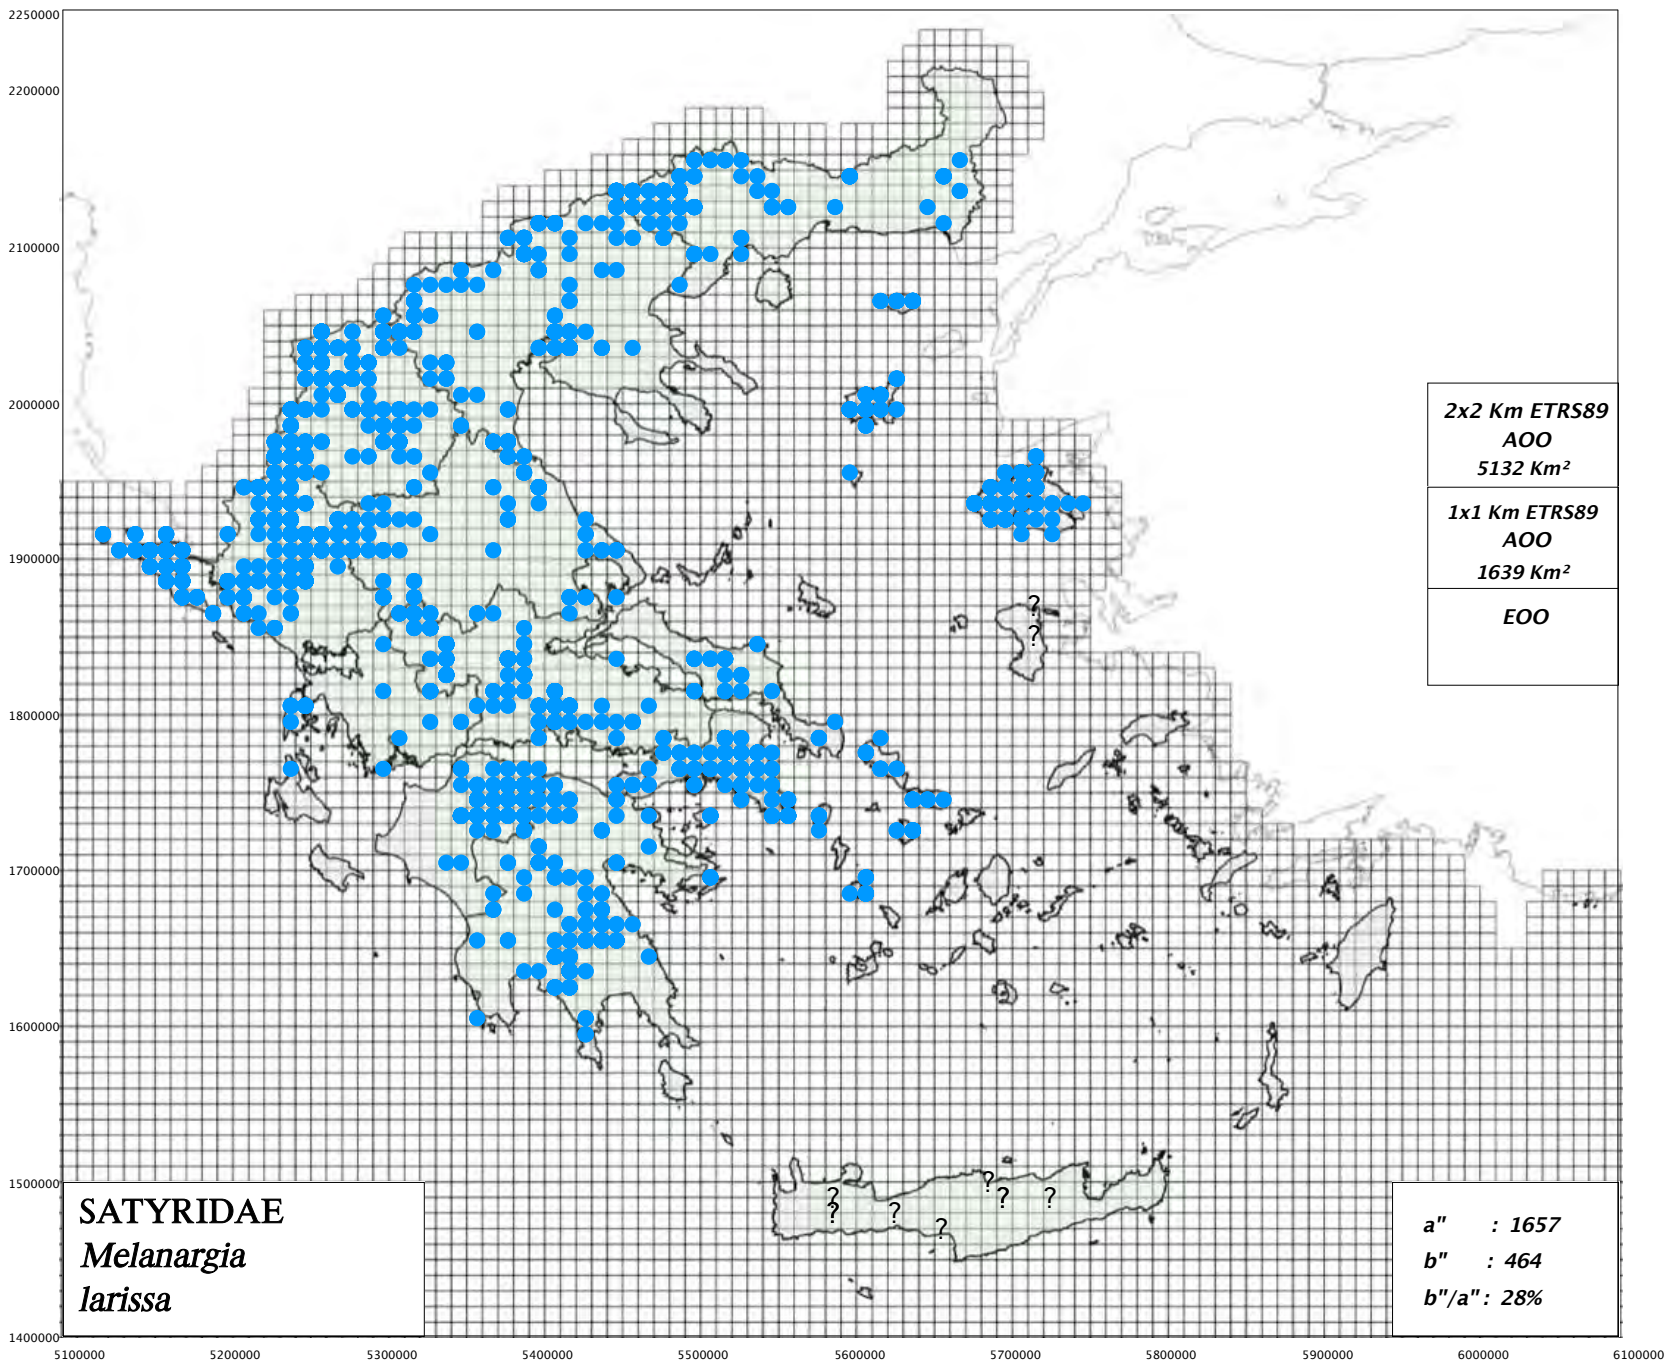 2250000
2200000
2100000
2000000
1900000
1800000
1700000
1600000
1500000
1400000
5100000 5200000 5300000 5400000 5500000 5600000 5700000 5800000 5900000 6000000 6100000
2x2 Km ETRS89
AOO
5132 Km²
1x1 Km ETRS89
AOO
1639 Km²
EOO
?
?
?
?
?
?
?
?
?
SATYRIDAE
Melanargia
larissa
a" : 1657
b" : 464
b"/a" : 28%